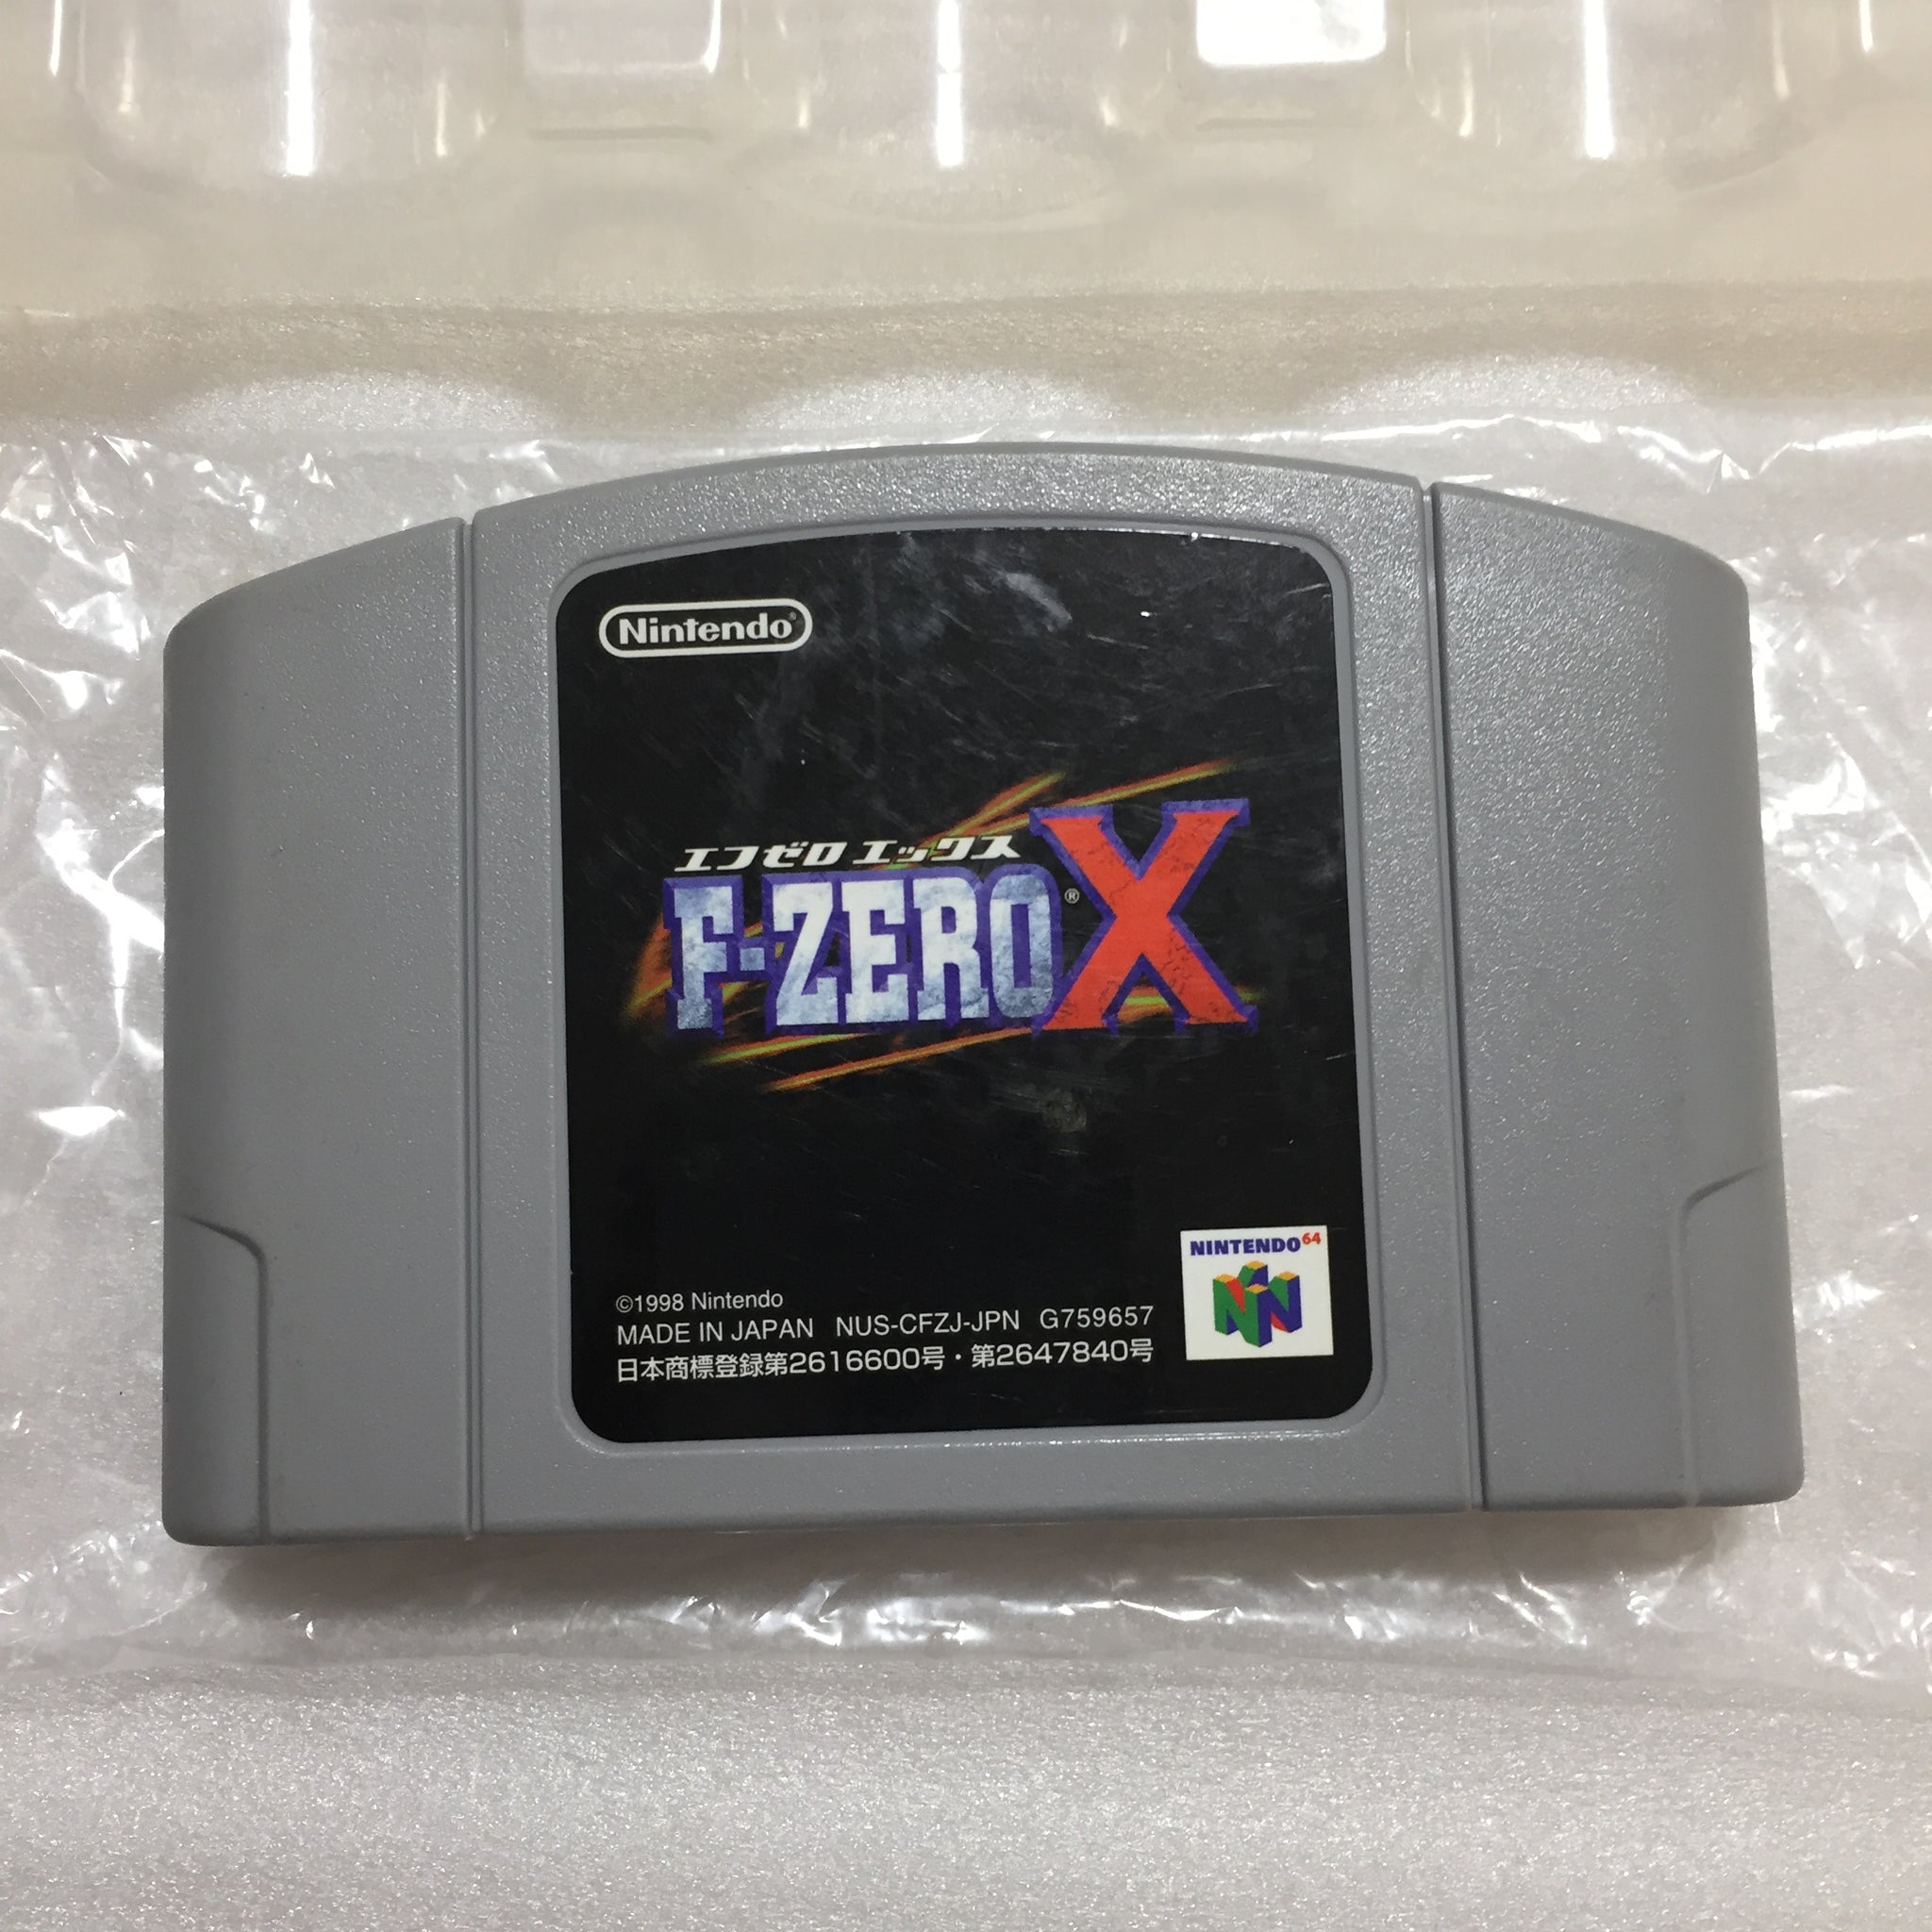 Nintendo®
エフゼロ エックス
F-ZERO® X
NINTENDO64
©1998 Nintendo
MADE IN JAPAN NUS-CFZJ-JPN G759657
日本商標登録第2616600号・第2647840号